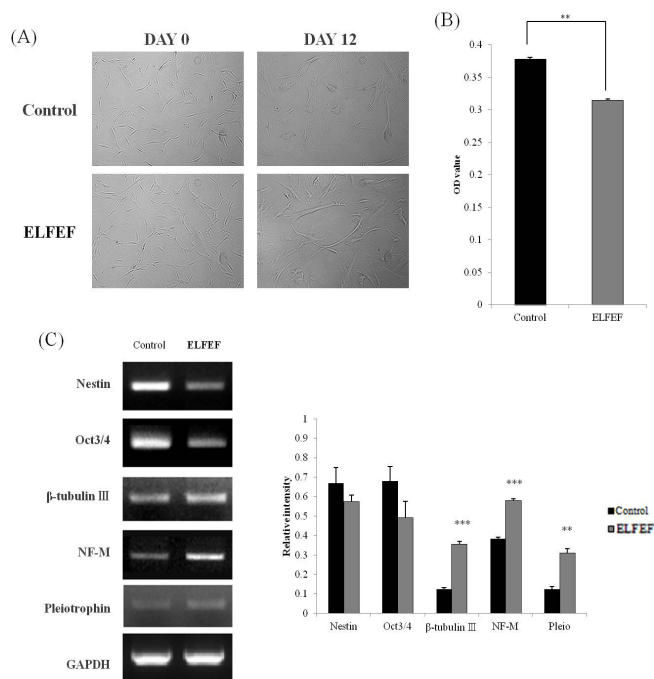 (A)
DAY 0
DAY 12
Control
ELFEF
(B)
**
0.4
0.35
0.3
0.25
0.2
0.15
0.1
0.05
0
OD value
Control
ELFEF
(C)
Control
ELFEF
Nestin
Oct3/4
β-tubulin Ⅲ
NF-M
Pleiotrophin
GAPDH
1
0.9
0.8
0.7
0.6
0.5
0.4
0.3
0.2
0.1
0
Relative intensity
***
***
**
Nestin
Oct3/4
β-tubulin Ⅲ
NF-M
Pleio
Control
ELFEF